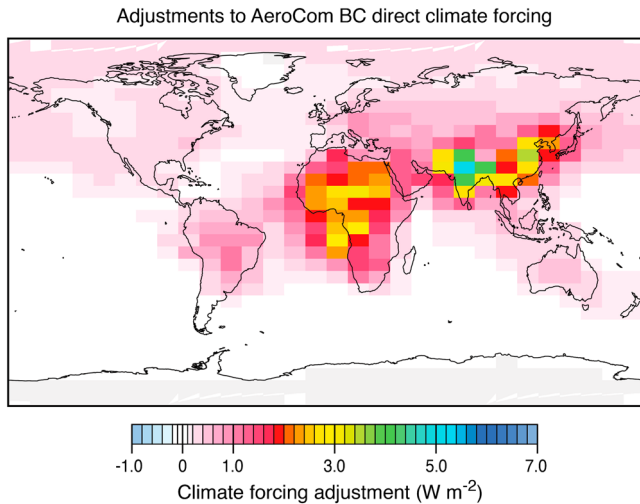 Adjustments to AeroCom BC direct climate forcing
-1.0 0 1.0 3.0 5.0 7.0
Climate forcing adjustment (W m⁻²)